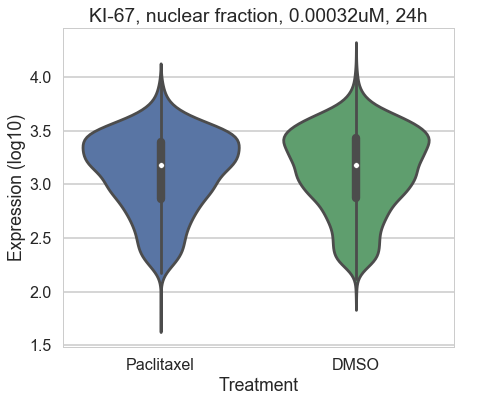 KI-67, nuclear fraction, 0.00032uM, 24h
Expression (log10)
4.0
3.5
3.0
2.5
2.0
1.5
Paclitaxel
DMSO
Treatment